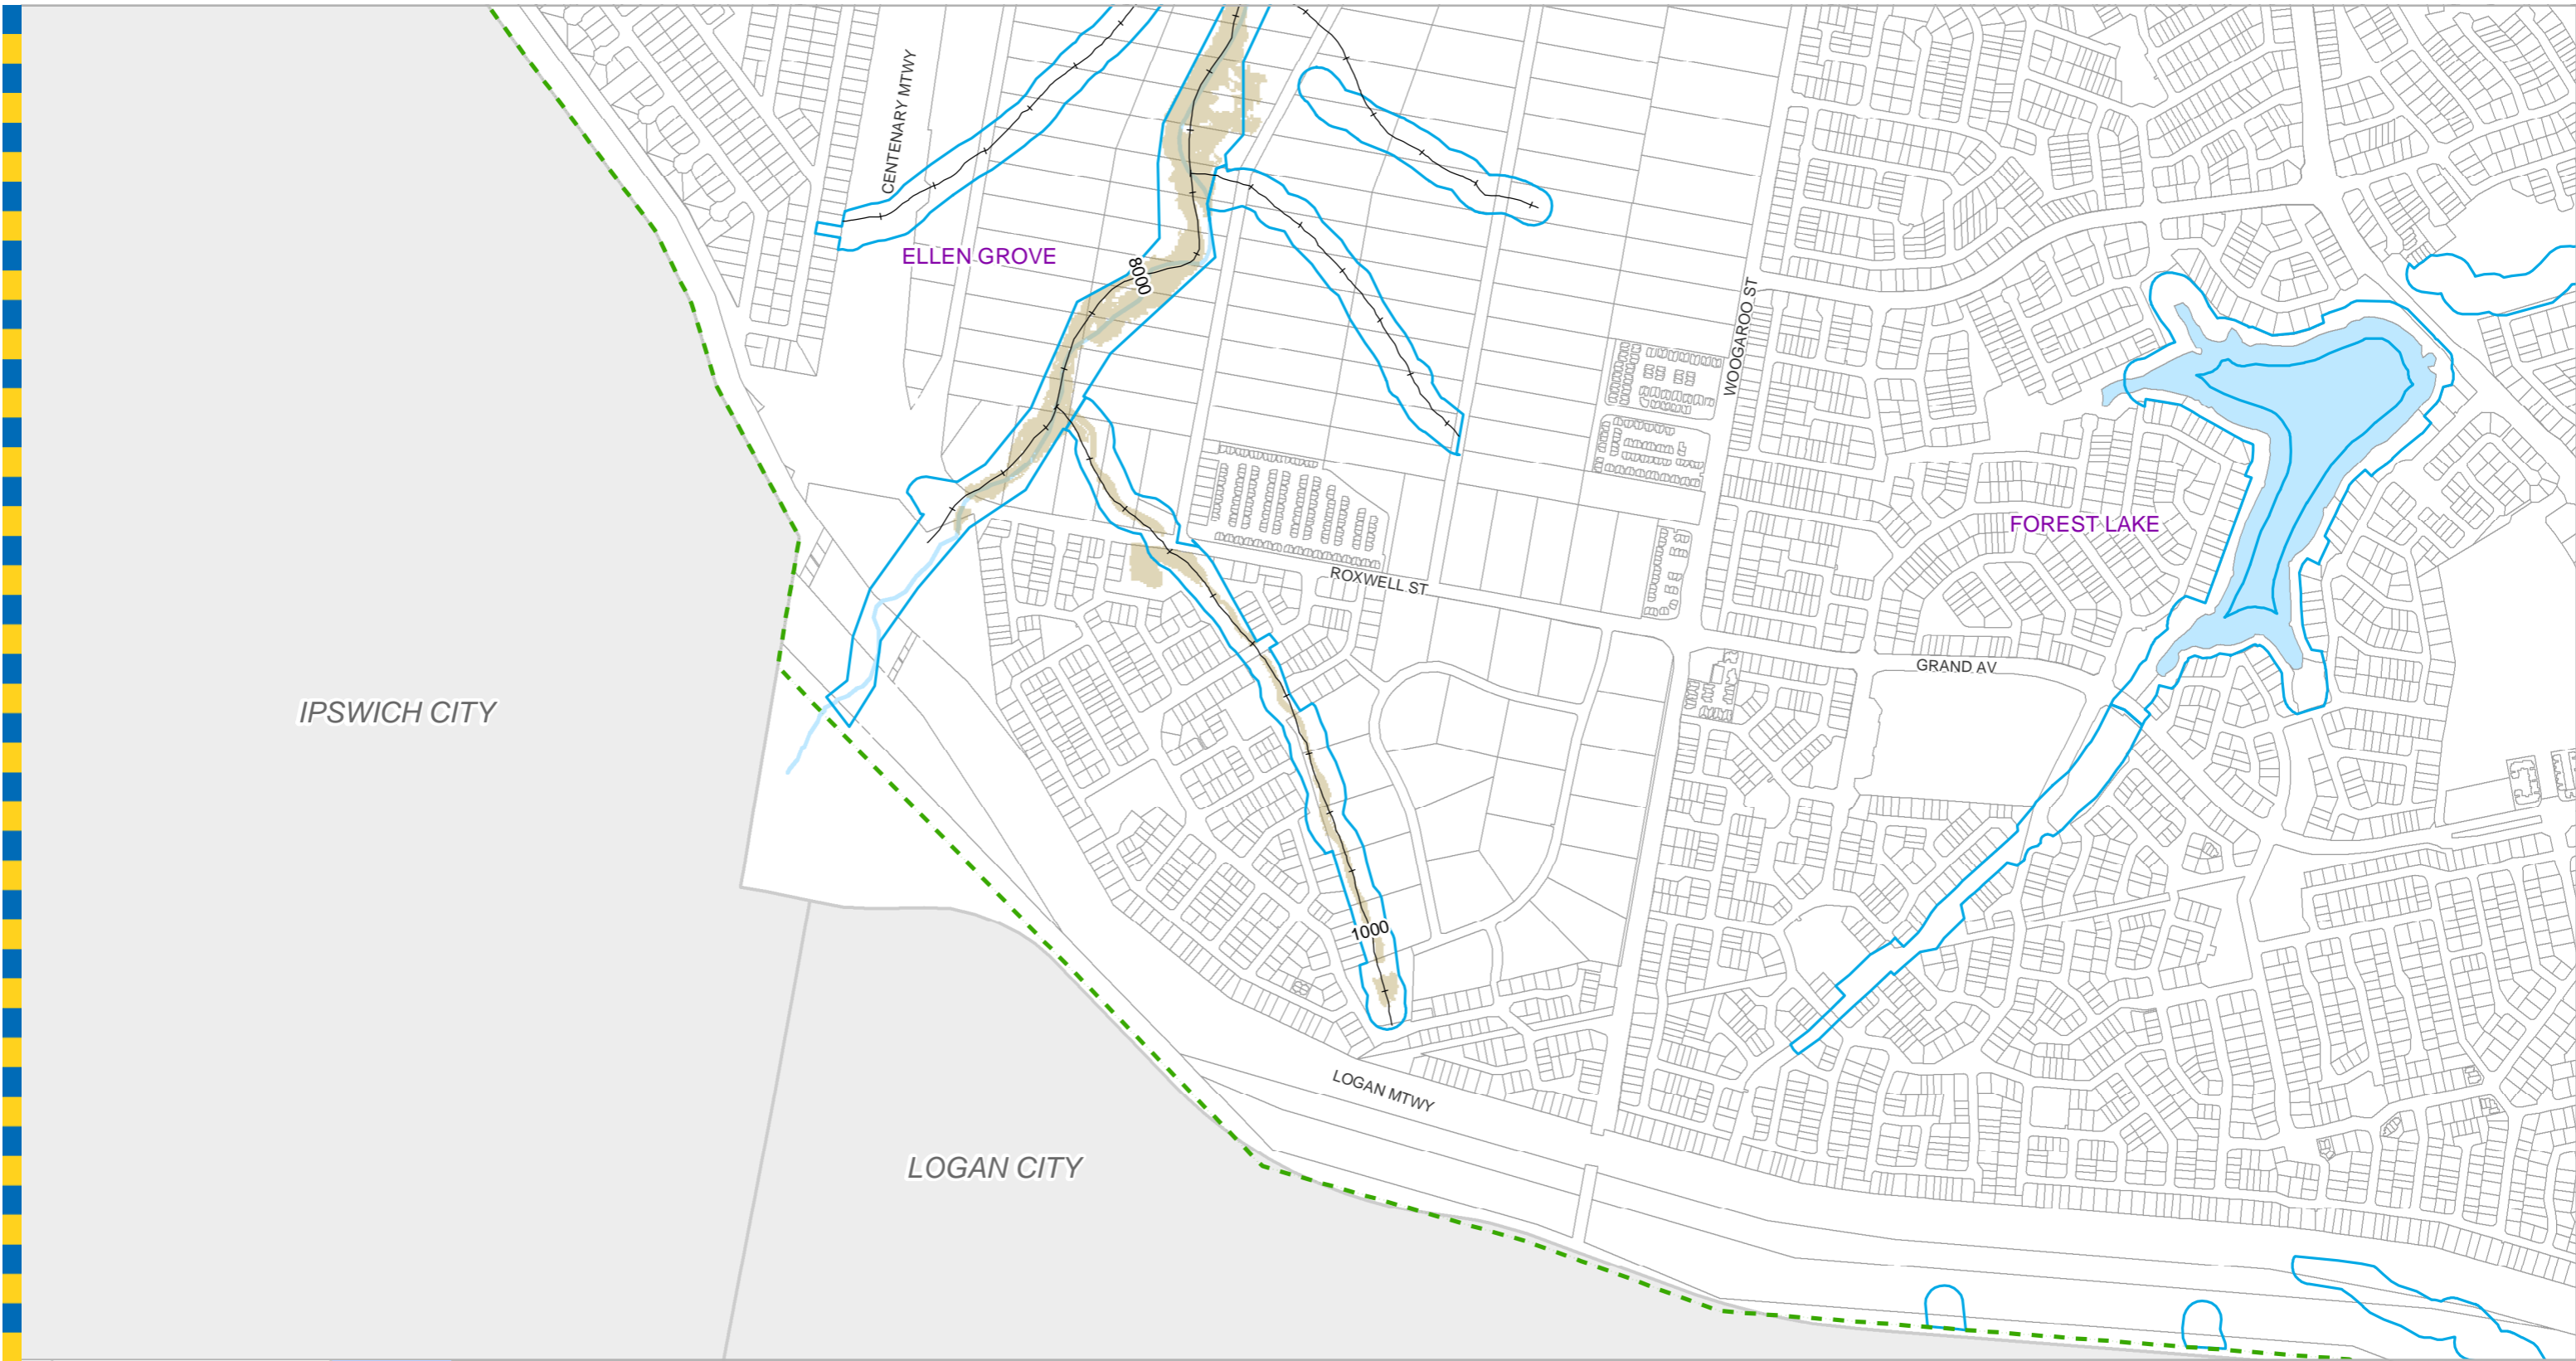 CENTENARY MTWY
ELLEN GROVE
8000
WOOGAROO ST
FOREST LAKE
ROXWELL ST
GRAND AV
IPSWICH CITY
1000
LOGAN MTWY
LOGAN CITY